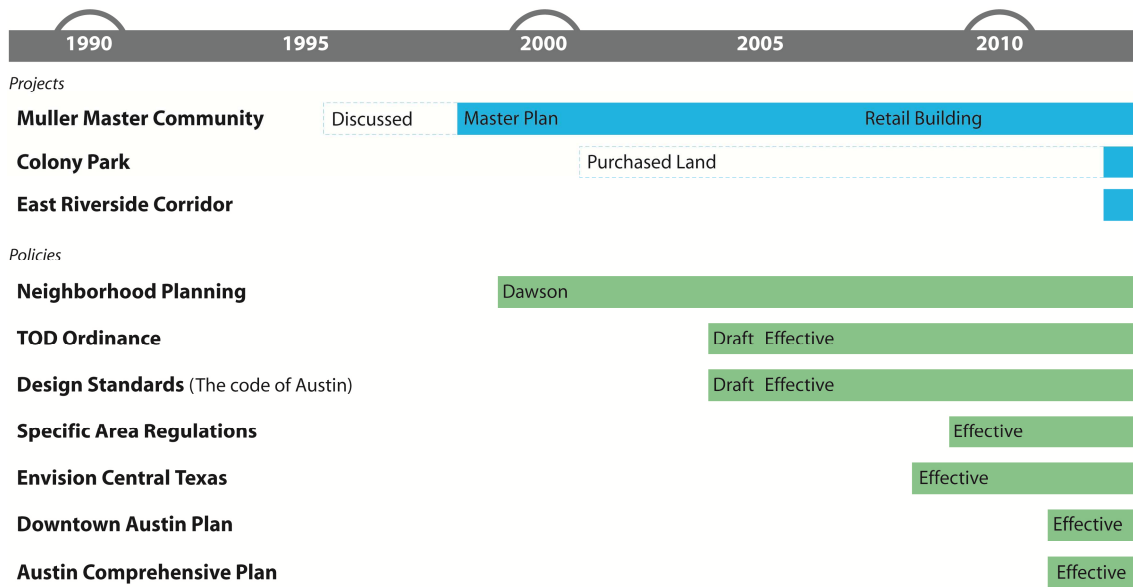 1990 1995 2000 2005 2010
Projects
Muller Master Community Discussed Master Plan Retail Building
Colony Park Purchased Land
East Riverside Corridor
Policies
Neighborhood Planning Dawson
TOD Ordinance Draft Effective
Design Standards (The code of Austin) Draft Effective
Specific Area Regulations Effective
Envision Central Texas Effective
Downtown Austin Plan Effective
Austin Comprehensive Plan Effective